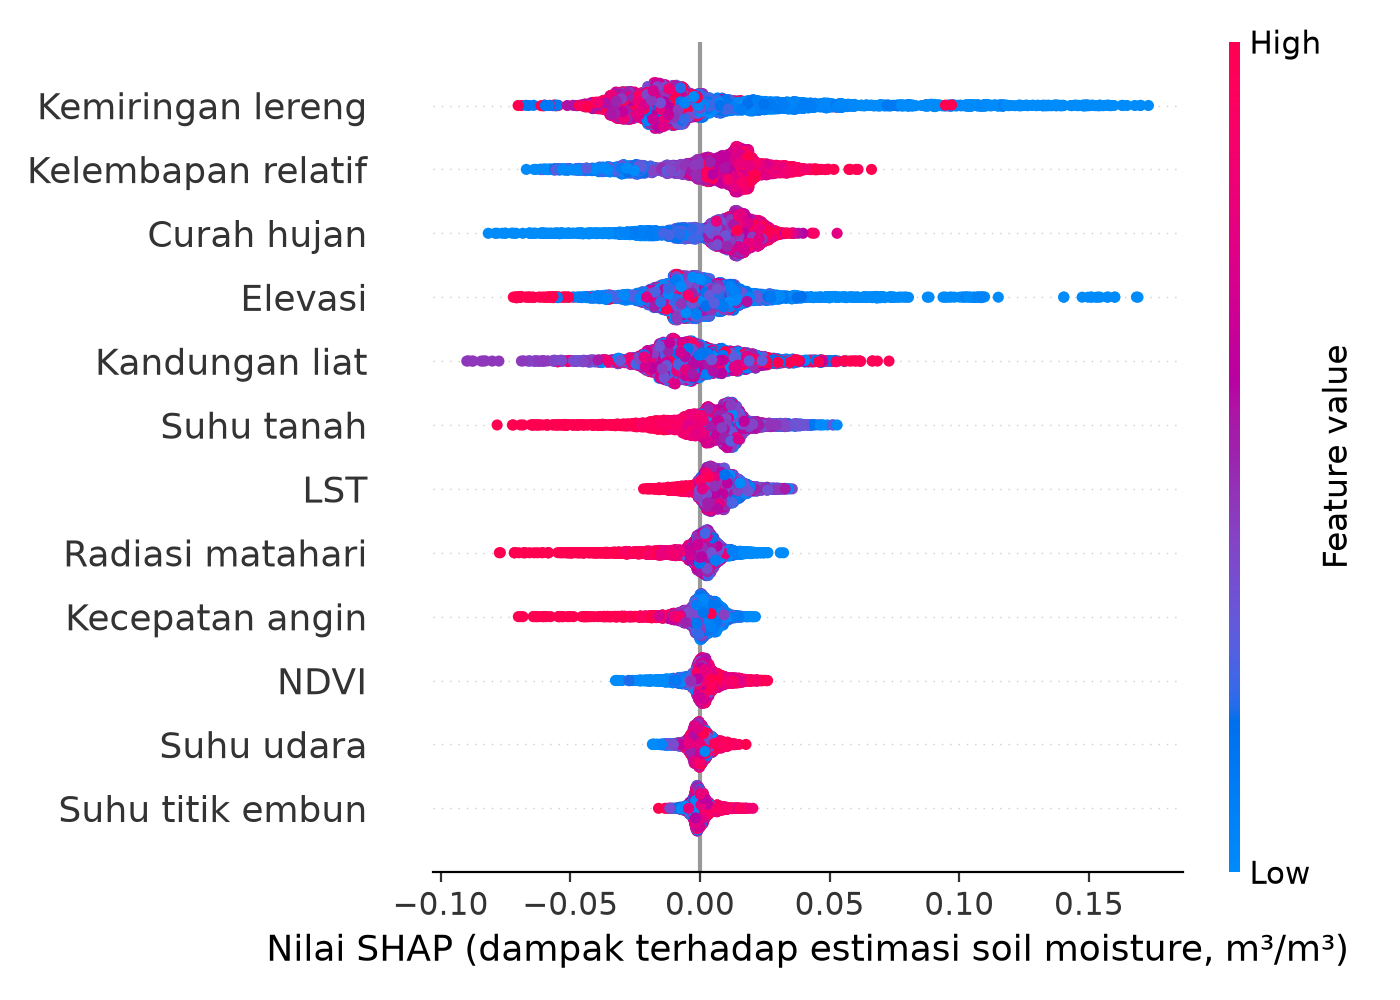 High
Kemiringan lereng
Kelembapan relatif
Curah hujan
Elevasi
Kandungan liat
Suhu tanah
LST
Radiasi matahari
Kecepatan angin
NDVI
Suhu udara
Suhu titik embun
Feature value
Low
−0.10 −0.05 0.00 0.05 0.10 0.15
Nilai SHAP (dampak terhadap estimasi soil moisture, m³/m³)